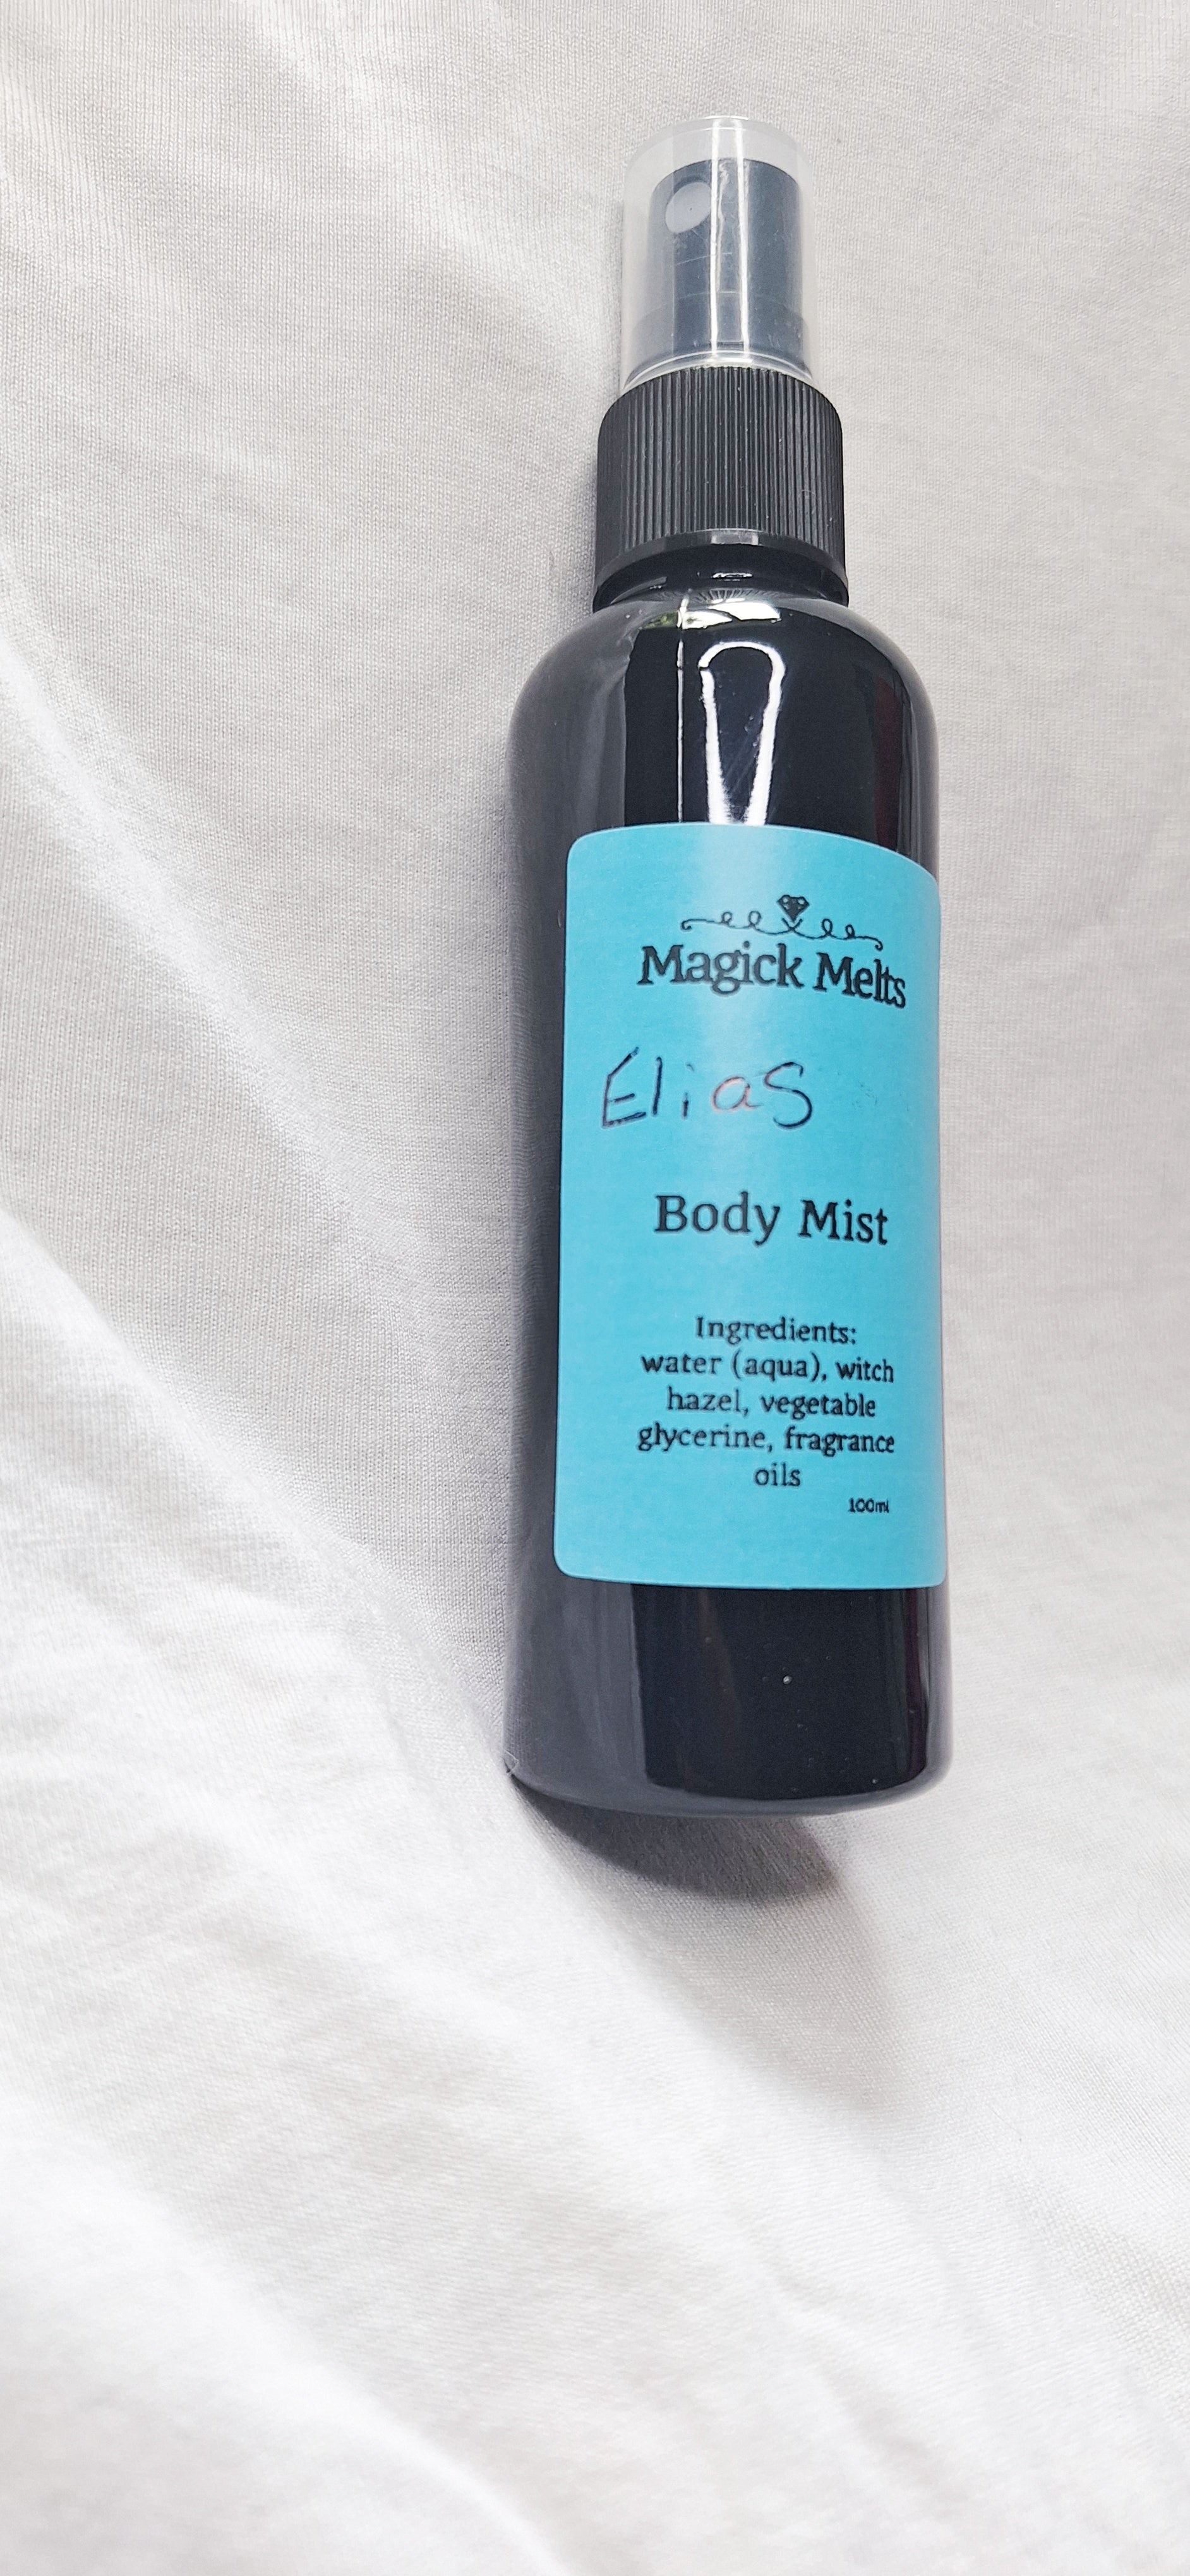 Magick Melts
Elias
Body Mist
Ingredients:
water (aqua), witch
hazel, vegetable
glycerine, fragrance
oils
100ml